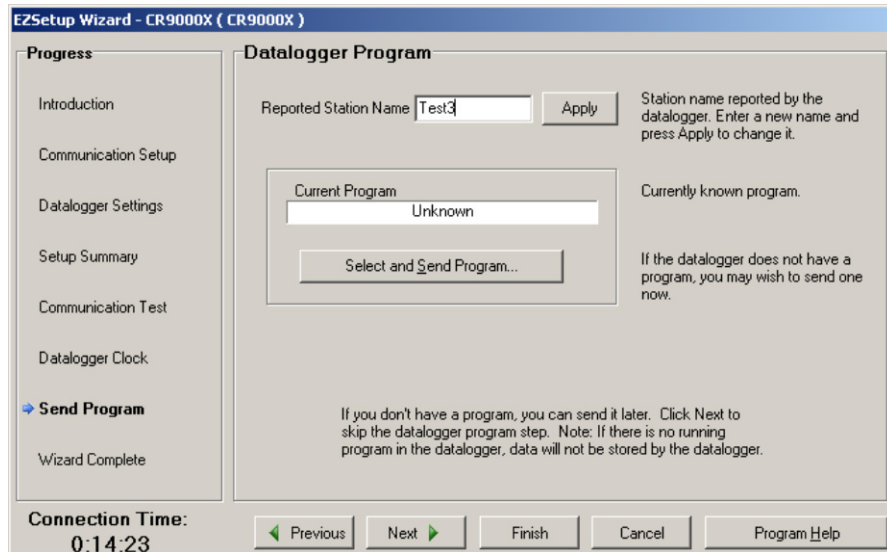 EZSetup Wizard - CR9000X ( CR9000X )
Progress
Introduction
Communication Setup
Datalogger Settings
Setup Summary
Communication Test
Datalogger Clock
Send Program
Wizard Complete
Connection Time:
0:14:23
Datalogger Program
Reported Station Name Test3 Apply
Station name reported by the
datalogger. Enter a new name and
press Apply to change it.
Current Program
Unknown
Currently known program.
Select and Send Program...
If the datalogger does not have a
program, you may wish to send one
now.
If you don't have a program, you can send it later. Click Next to
skip the datalogger program step. Note: If there is no running
program in the datalogger, data will not be stored by the datalogger.
Previous Next Finish Cancel Program Help